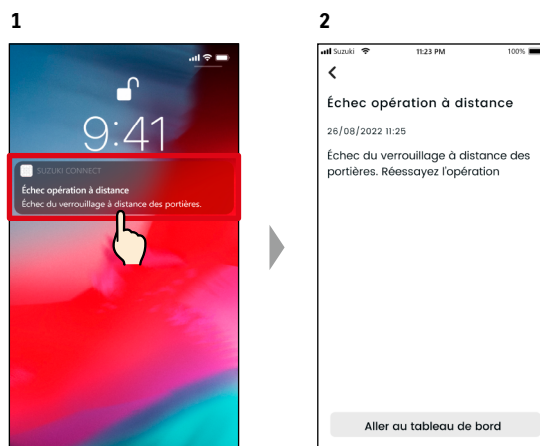 1
9:41
SUZUKI CONNECT
Échec opération à distance
Échec du verrouillage à distance des portières.
2
Suzuki 11:23 PM 100%
Échec opération à distance
26/08/2022 11:25
Échec du verrouillage à distance des
portières. Réessayez l'opération
Aller au tableau de bord